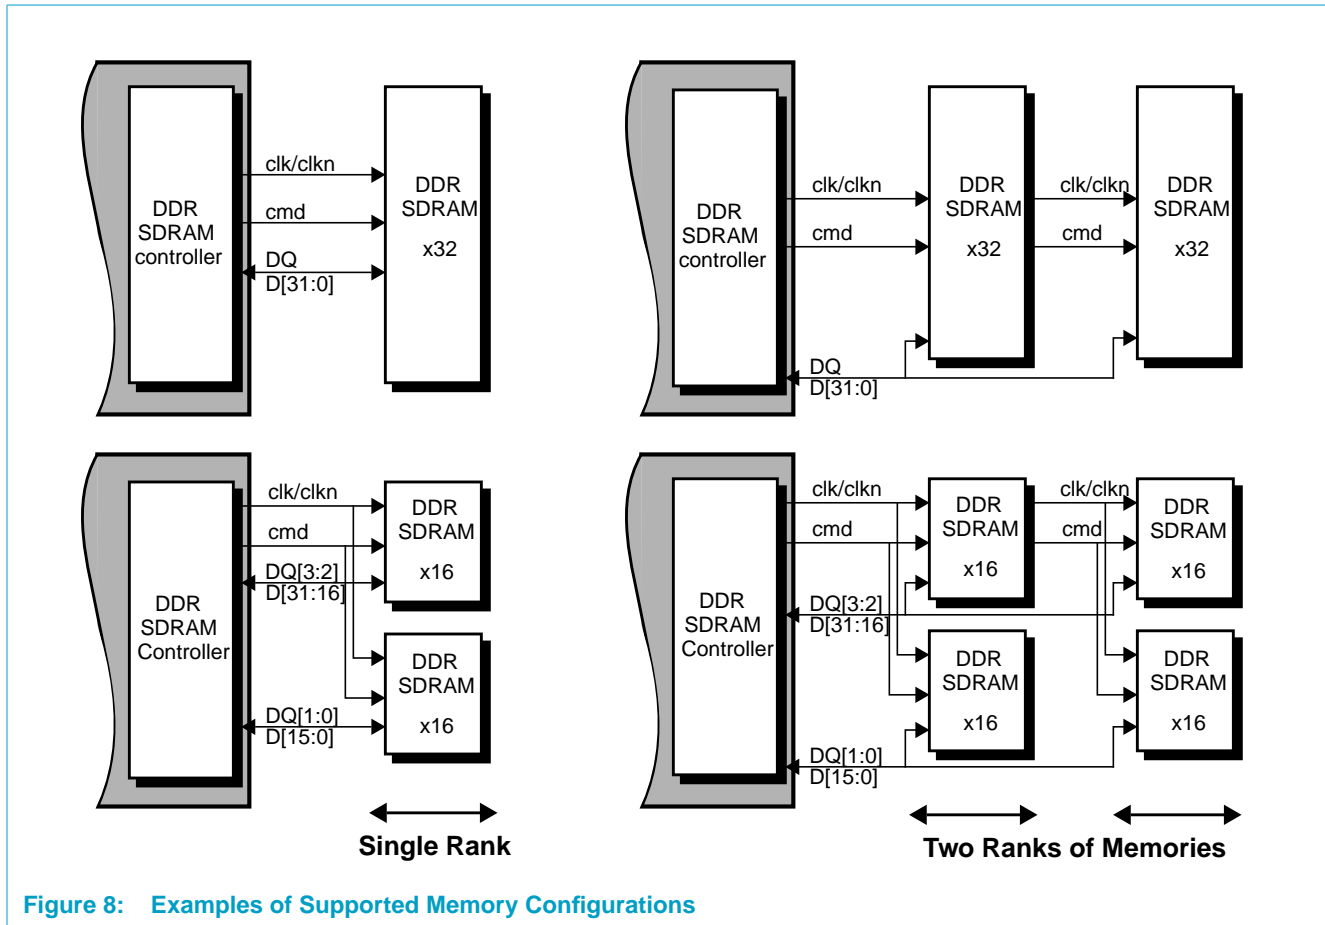 clk/clkn
cmd
DQ
D[31:0]
DDR
SDRAM
controller
DDR
SDRAM
x32
clk/clkn
cmd
DQ
D[31:0]
DDR
SDRAM
controller
DDR
SDRAM
x32
clk/clkn
cmd
DDR
SDRAM
x32
clk/clkn
cmd
DQ[3:2]
D[31:16]
DQ[1:0]
D[15:0]
DDR
SDRAM
Controller
DDR
SDRAM
x16
DDR
SDRAM
x16
Single Rank
clk/clkn
cmd
DQ[3:2]
D[31:16]
DQ[1:0]
D[15:0]
DDR
SDRAM
Controller
DDR
SDRAM
x16
DDR
SDRAM
x16
clk/clkn
cmd
DDR
SDRAM
x16
DDR
SDRAM
x16
Two Ranks of Memories
Figure 8: Examples of Supported Memory Configurations